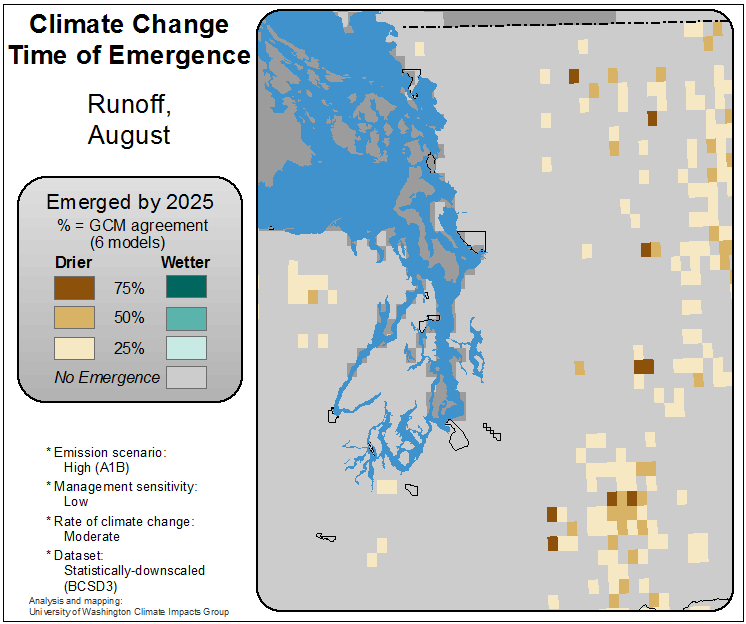 Climate Change
Time of Emergence
Runoff,
August
Emerged by 2025
% = GCM agreement
(6 models)
Drier Wetter
75%
50%
25%
No Emergence
* Emission scenario:
High (A1B)
* Management sensitivity:
Low
* Rate of climate change:
Moderate
* Dataset:
Statistically-downscaled
(BCSD3)
Analysis and mapping:
University of Washington Climate Impacts Group